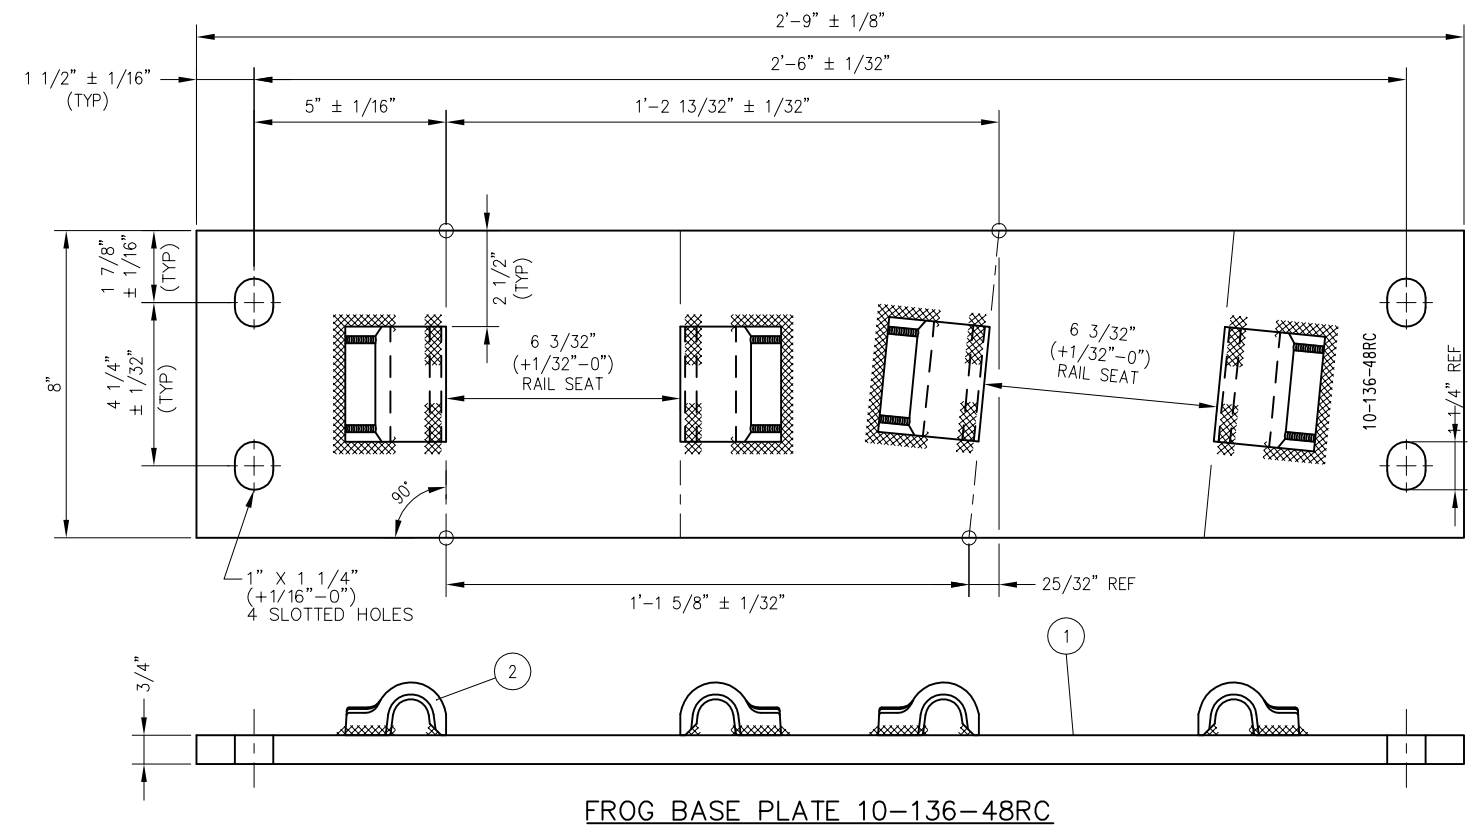 2'-9" ± 1/8"
2'-6" ± 1/32"
1 1/2" ± 1/16"
(TYP)
5" ± 1/16"
1'-2 13/32" ± 1/32"
1 7/8"
± 1/16"
(TYP)
2 1/2"
(TYP)
8"
4 1/4"
± 1/32"
(TYP)
6 3/32"
(+1/32"-0")
RAIL SEAT
6 3/32"
(+1/32"-0")
RAIL SEAT
10-136-48RC
1 1/4" REF
90°
1" X 1 1/4"
(+1/16"-0")
4 SLOTTED HOLES
1'-1 5/8" ± 1/32"
25/32" REF
1
2
3/4"
FROG BASE PLATE 10-136-48RC